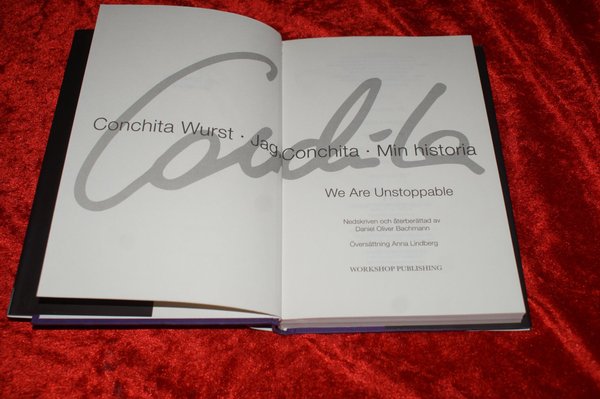 Conchita
Conchita Wurst · Jag, Conchita · Min historia
We Are Unstoppable
Nedskriven och återberättad av
Daniel Oliver Bachmann
Översättning Anna Lindberg
WORKSHOP PUBLISHING